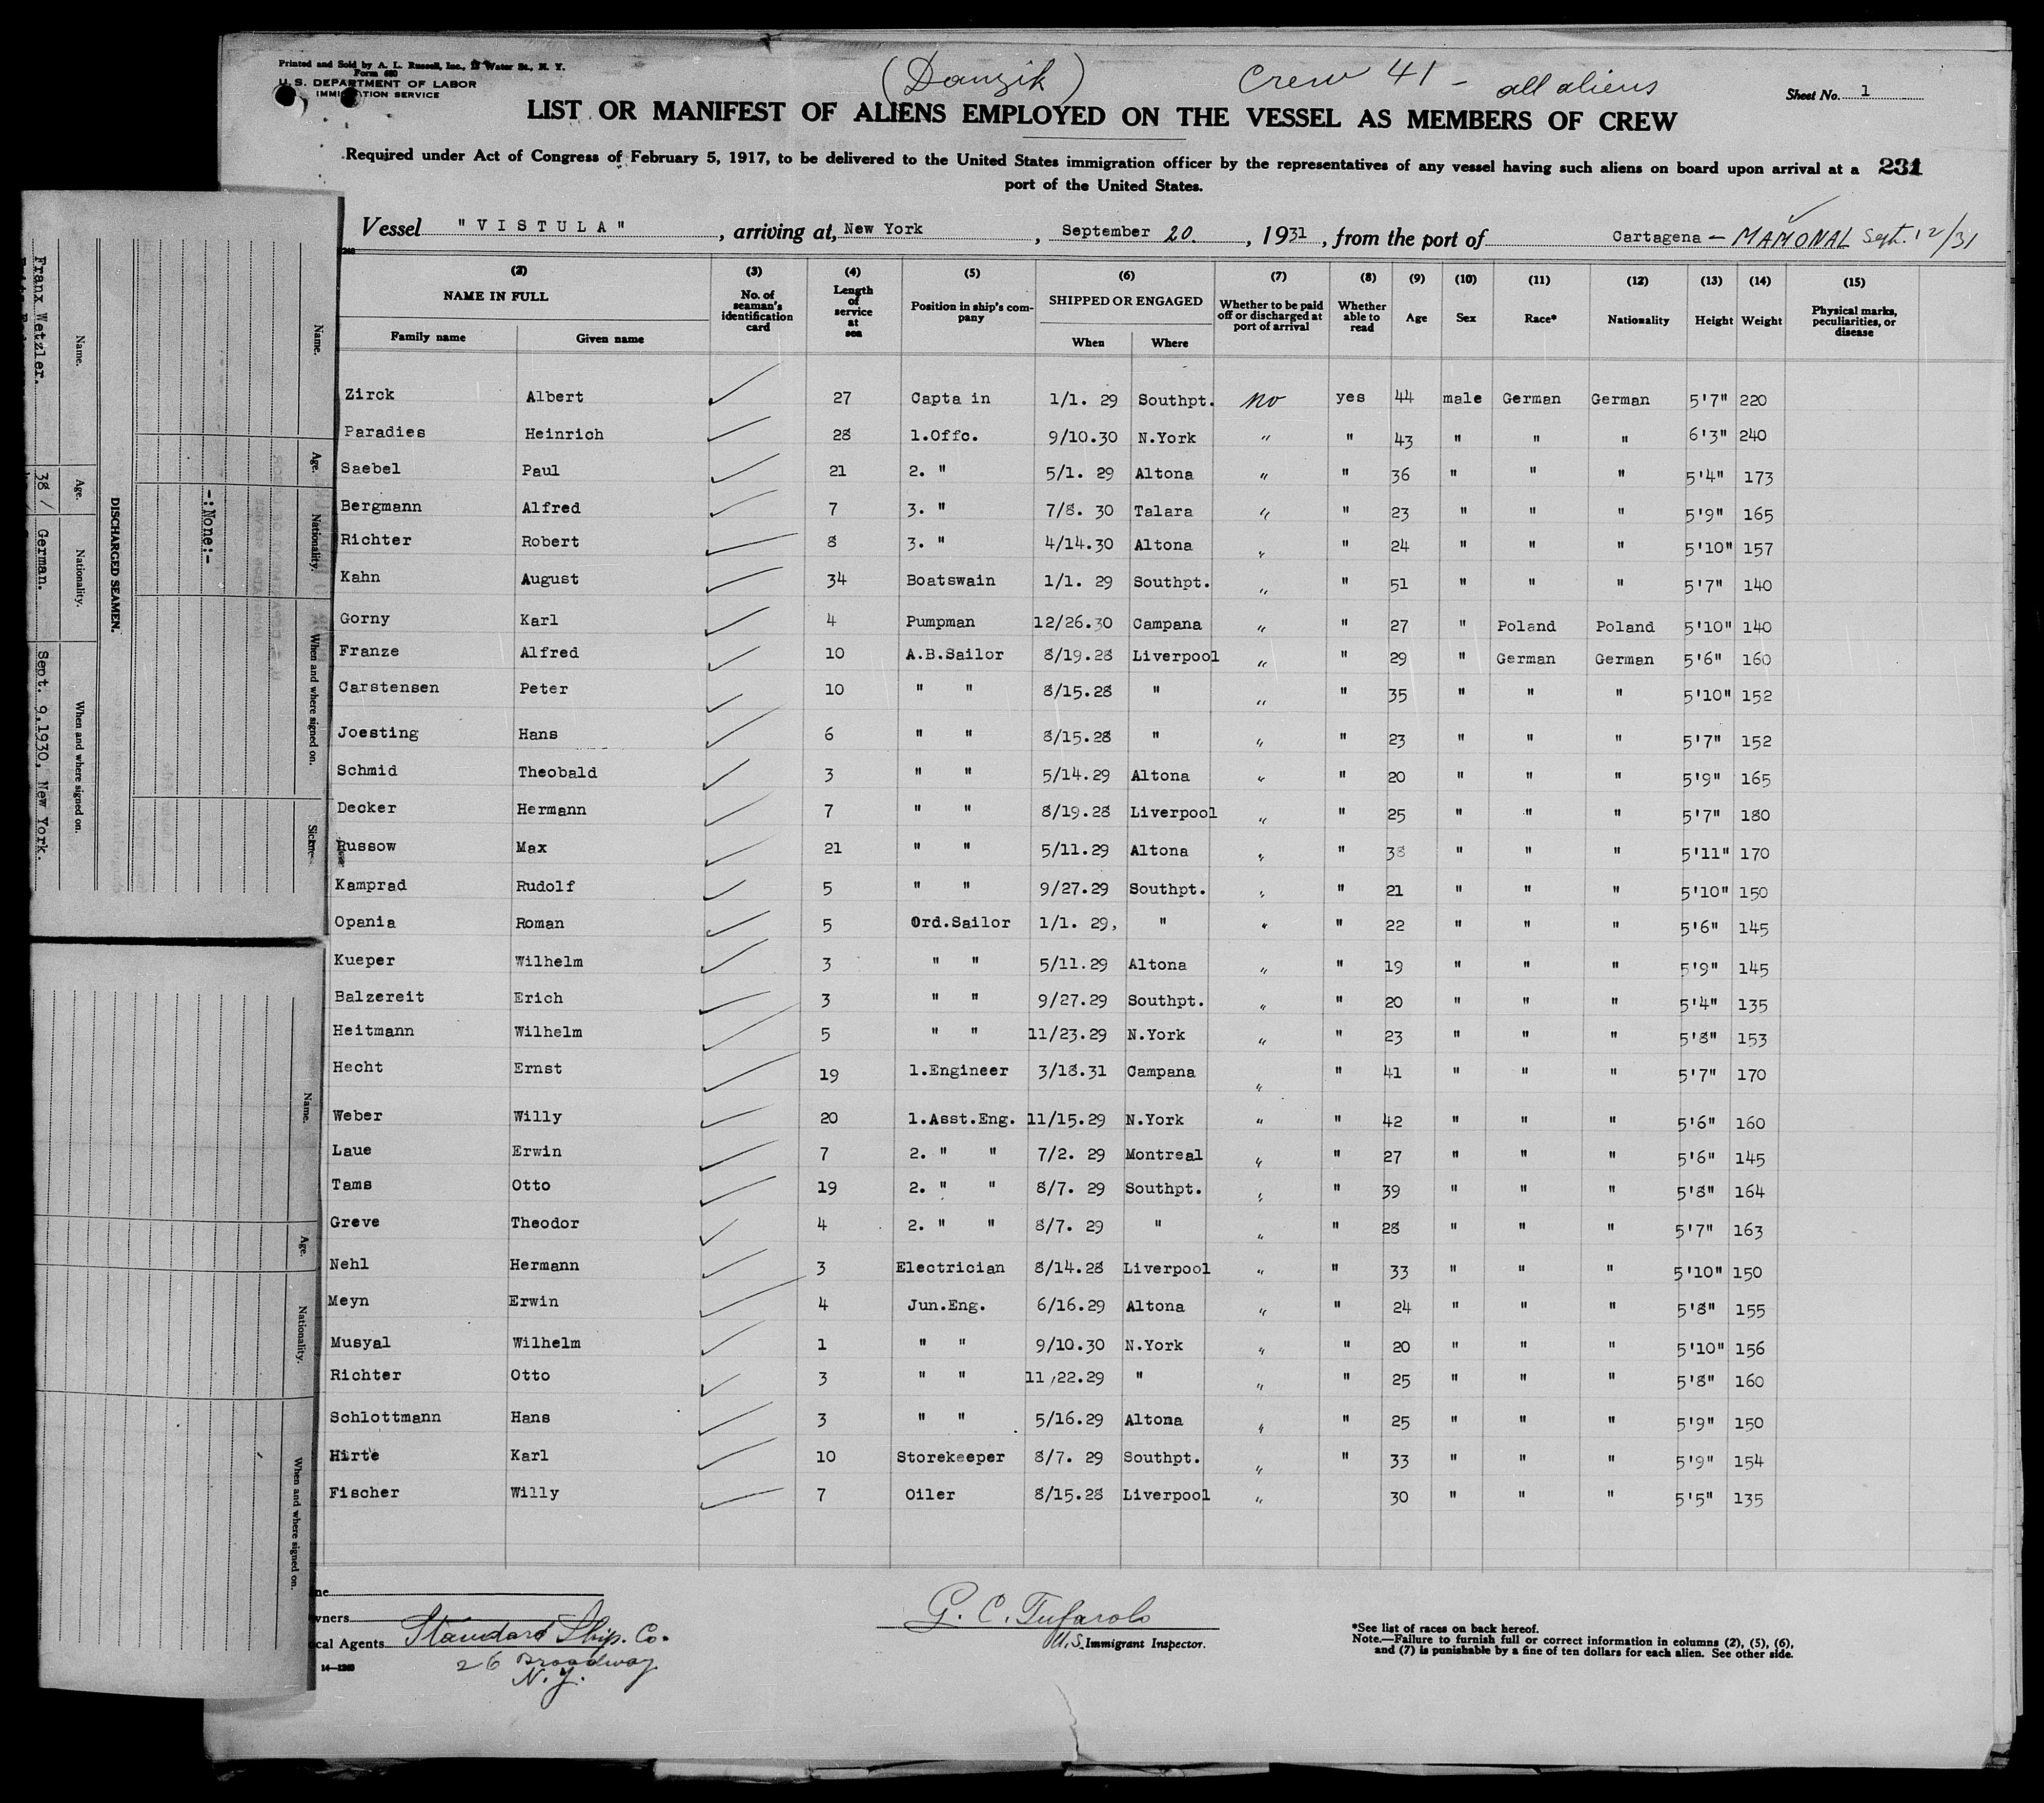 Printed and Sold by A. L. Russell, Inc., Water St., N. Y.
Form 680
U. S. DEPARTMENT OF LABOR
IMMIGRATION SERVICE
(Danzik)
Crew 41 - all aliens
Sheet No. 1
LIST OR MANIFEST OF ALIENS EMPLOYED ON THE VESSEL AS MEMBERS OF CREW
Required under Act of Congress of February 5, 1917, to be delivered to the United States immigration officer by the representatives of any vessel having such aliens on board upon arrival at a
port of the United States.
231
Vessel "VISTULA", arriving at, New York, September 20., 1931, from the port of Cartagena - MAMONAL Sept. 12/31
(2) (3) (4) (5) (6) (7) (8) (9) (10) (11) (12) (13) (14) (15)
NAME IN FULL No. of seaman's identification card Length of service at sea Position in ship's company SHIPPED OR ENGAGED Whether to be paid off or discharged at port of arrival Whether able to read Age Sex Race* Nationality Height Weight Physical marks, peculiarities, or disease
Family name Given name When Where
Zirck Albert 27 Captain 1/1. 29 Southpt. no yes 44 male German German 5'7" 220
Paradies Heinrich 28 1.Offc. 9/10.30 N.York " " 43 " " " 6'3" 240
Saebel Paul 21 2. " 5/1. 29 Altona " " 36 " " " 5'4" 173
Bergmann Alfred 7 3. " 7/8. 30 Talara " " 23 " " " 5'9" 165
Richter Robert 8 3. " 4/14.30 Altona " " 24 " " " 5'10" 157
Kahn August 34 Boatswain 1/1. 29 Southpt. " " 51 " " " 5'7" 140
Gorny Karl 4 Pumpman 12/26.30 Campana " " 27 " Poland Poland 5'10" 140
Franze Alfred 10 A.B.Sailor 8/19.28 Liverpool " " 29 " German German 5'6" 160
Carstensen Peter 10 " " 8/15.28 " " " 35 " " " 5'10" 152
Joesting Hans 6 " " 8/15.28 " " " 23 " " " 5'7" 152
Schmid Theobald 3 " " 5/14.29 Altona " " 20 " " " 5'9" 165
Decker Hermann 7 " " 8/19.28 Liverpool " " 25 " " " 5'7" 180
Russow Max 21 " " 5/11.29 Altona " " 38 " " " 5'11" 170
Kamprad Rudolf 5 " " 9/27.29 Southpt. " " 21 " " " 5'10" 150
Opania Roman 5 Ord.Sailor 1/1. 29, " " " 22 " " " 5'6" 145
Kueper Wilhelm 3 " " 5/11.29 Altona " " 19 " " " 5'9" 145
Balzereit Erich 3 " " 9/27.29 Southpt. " " 20 " " " 5'4" 135
Heitmann Wilhelm 5 " " 11/23.29 N.York " " 23 " " " 5'8" 153
Hecht Ernst 19 1.Engineer 3/18.31 Campana " " 41 " " " 5'7" 170
Weber Willy 20 1.Asst.Eng. 11/15.29 N.York " " 42 " " " 5'6" 160
Laue Erwin 7 2. " " 7/2. 29 Montreal " " 27 " " " 5'6" 145
Tams Otto 19 2. " " 8/7. 29 Southpt. " " 39 " " " 5'8" 164
Greve Theodor 4 2. " " 8/7. 29 " " " 28 " " " 5'7" 163
Nehl Hermann 3 Electrician 8/14.28 Liverpool " " 33 " " " 5'10" 150
Meyn Erwin 4 Jun.Eng. 6/16.29 Altona " " 24 " " " 5'8" 155
Musyal Wilhelm 1 " " 9/10.30 N.York " " 20 " " " 5'10" 156
Richter Otto 3 " " 11/22.29 " " " 25 " " " 5'8" 160
Schlottmann Hans 3 " " 5/16.29 Altona " " 25 " " " 5'9" 150
Hirte Karl 10 Storekeeper 8/7. 29 Southpt. " " 33 " " " 5'9" 154
Fischer Willy 7 Oiler 8/15.28 Liverpool " 30 " " " 5'5" 135
ne
wners
cal Agents Standard Ship. Co.
26 Broadway
N.Y.
14-1240
G. C. Tufarolo
U.S. Immigrant Inspector.
*See list of races on back hereof.
Note.—Failure to furnish full or correct information in columns (2), (5), (6),
and (7) is punishable by a fine of ten dollars for each alien. See other side.
Name. Age. Nationality. When and where signed on. Sickness
-:None:-
DISCHARGED SEAMEN.
Name. Age. Nationality. When and where signed on.
Franx Wetzler. 38 / German. Sept. 9,1930, New York.
Name. Age. Nationality. When and where signed on.